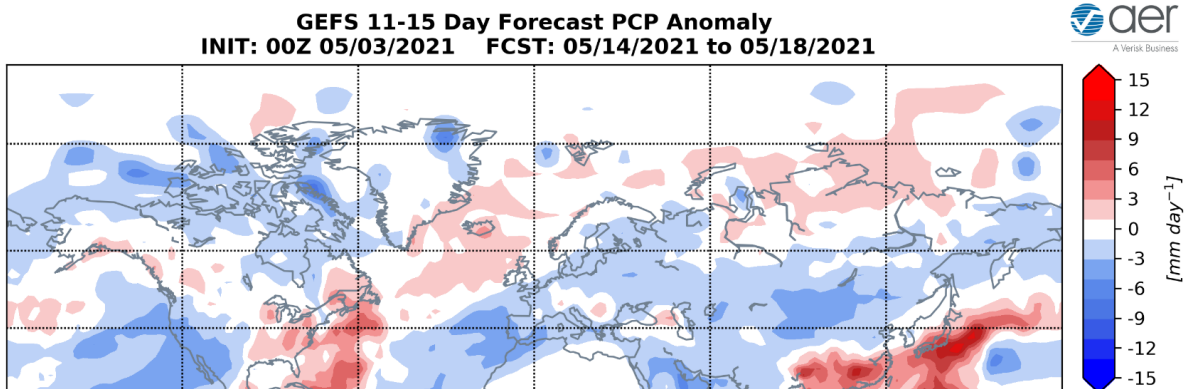 GEFS 11-15 Day Forecast PCP Anomaly
INIT: 00Z 05/03/2021 FCST: 05/14/2021 to 05/18/2021
aer
A Verisk Business
15
12
9
6
3
0
-3
-6
-9
-12
-15
[mm day⁻¹]